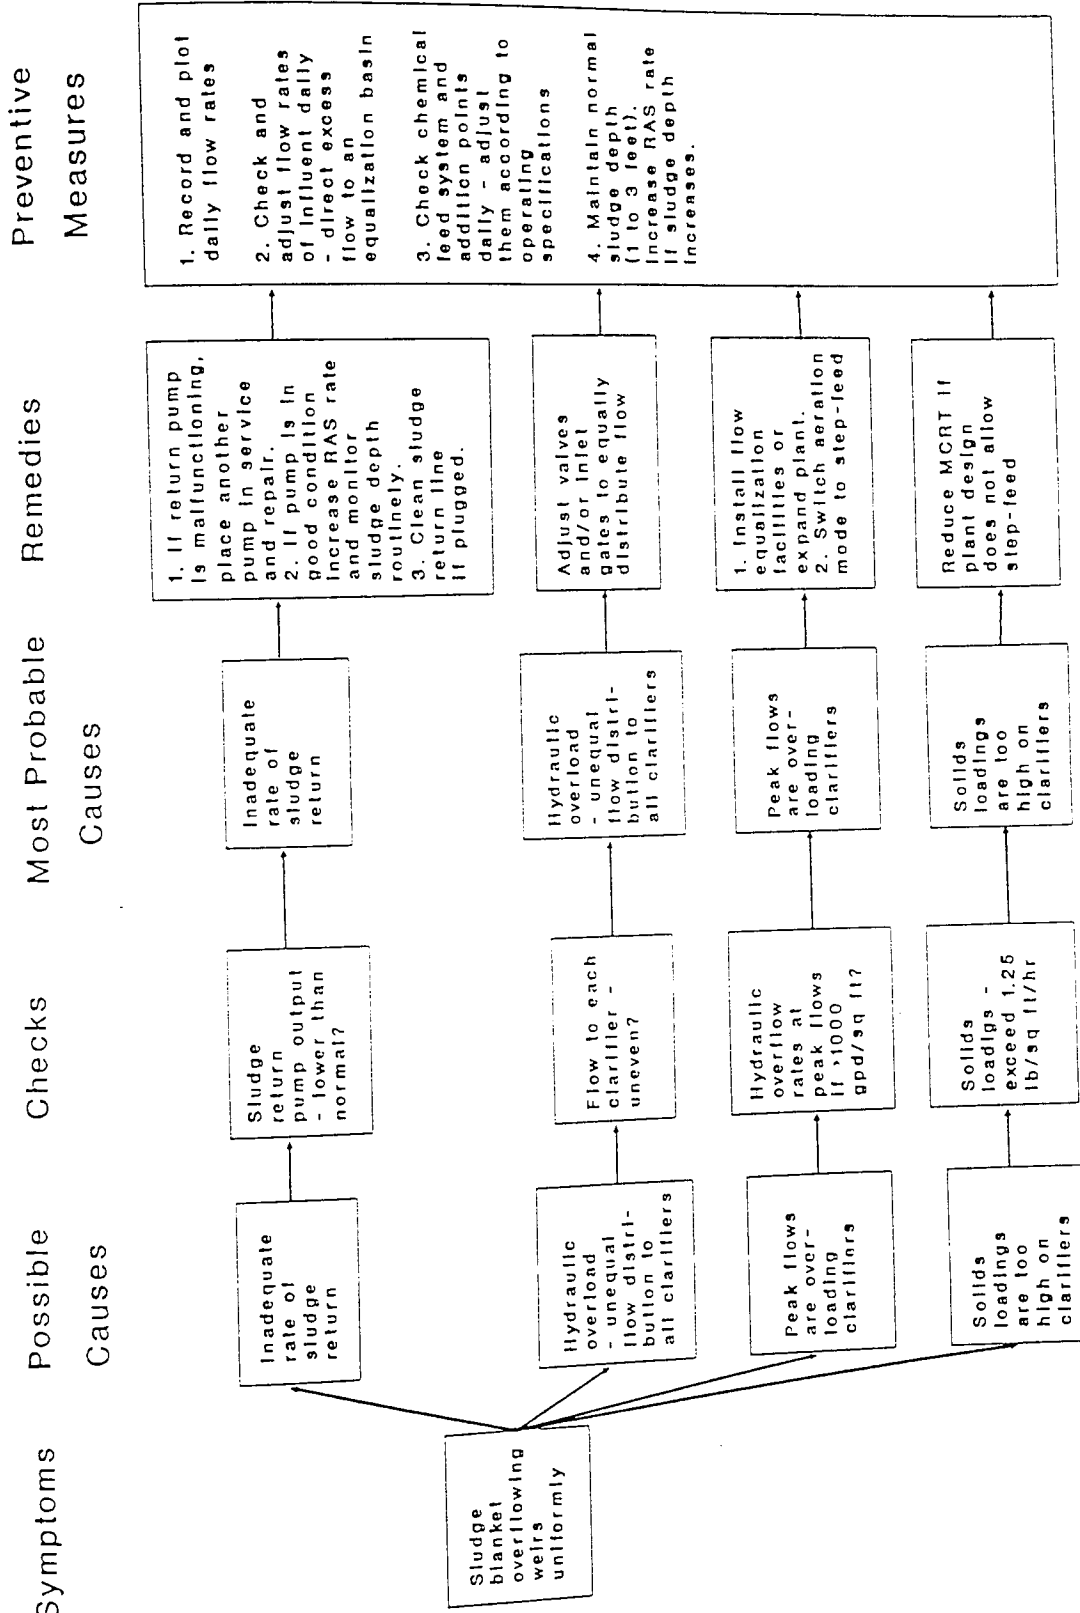 Symptoms
Possible
Causes
Checks
Most Probable
Causes
Remedies
Preventive
Measures
Sludge
blanket
overflowing
weirs
uniformly
Inadequate
rate of
sludge
return
Sludge
return
pump output
- lower than
normal?
Inadequate
rate of
sludge
return
1. If return pump
is malfunctioning,
place another
pump in service
and repair.
2. If pump is in
good condition
increase RAS rate
and monitor
sludge depth
routinely.
3. Clean sludge
return line
if plugged.
Hydraulic
overload
- unequal
flow distri-
bution to
all clarifiers
Flow to each
clarifier -
uneven?
Hydraulic
overload
- unequal
flow distri-
bution to
all clarifiers
Adjust valves
and/or inlet
gates to equally
distribute flow
Peak flows
are over-
loading
clarifiers
Hydraulic
overflow
rates at
peak flows
if >1000
gpd/sq ft?
Peak flows
are over-
loading
clarifiers
1. Install flow
equalization
facilities or
expand plant.
2. Switch aeration
mode to step-feed
Solids
loadings
are too
high on
clarifiers
Solids
loadigs -
exceed 1.25
lb/sq ft/hr
Solids
loadings
are too
high on
clarifiers
Reduce MCRT if
plant design
does not allow
step-feed
1. Record and plot
daily flow rates
2. Check and
adjust flow rates
of influent daily
- direct excess
flow to an
equalization basin
3. Check chemical
feed system and
addition points
daily - adjust
them according to
operating
specifications
4. Maintain normal
sludge depth
(1 to 3 feet).
Increase RAS rate
if sludge depth
increases.